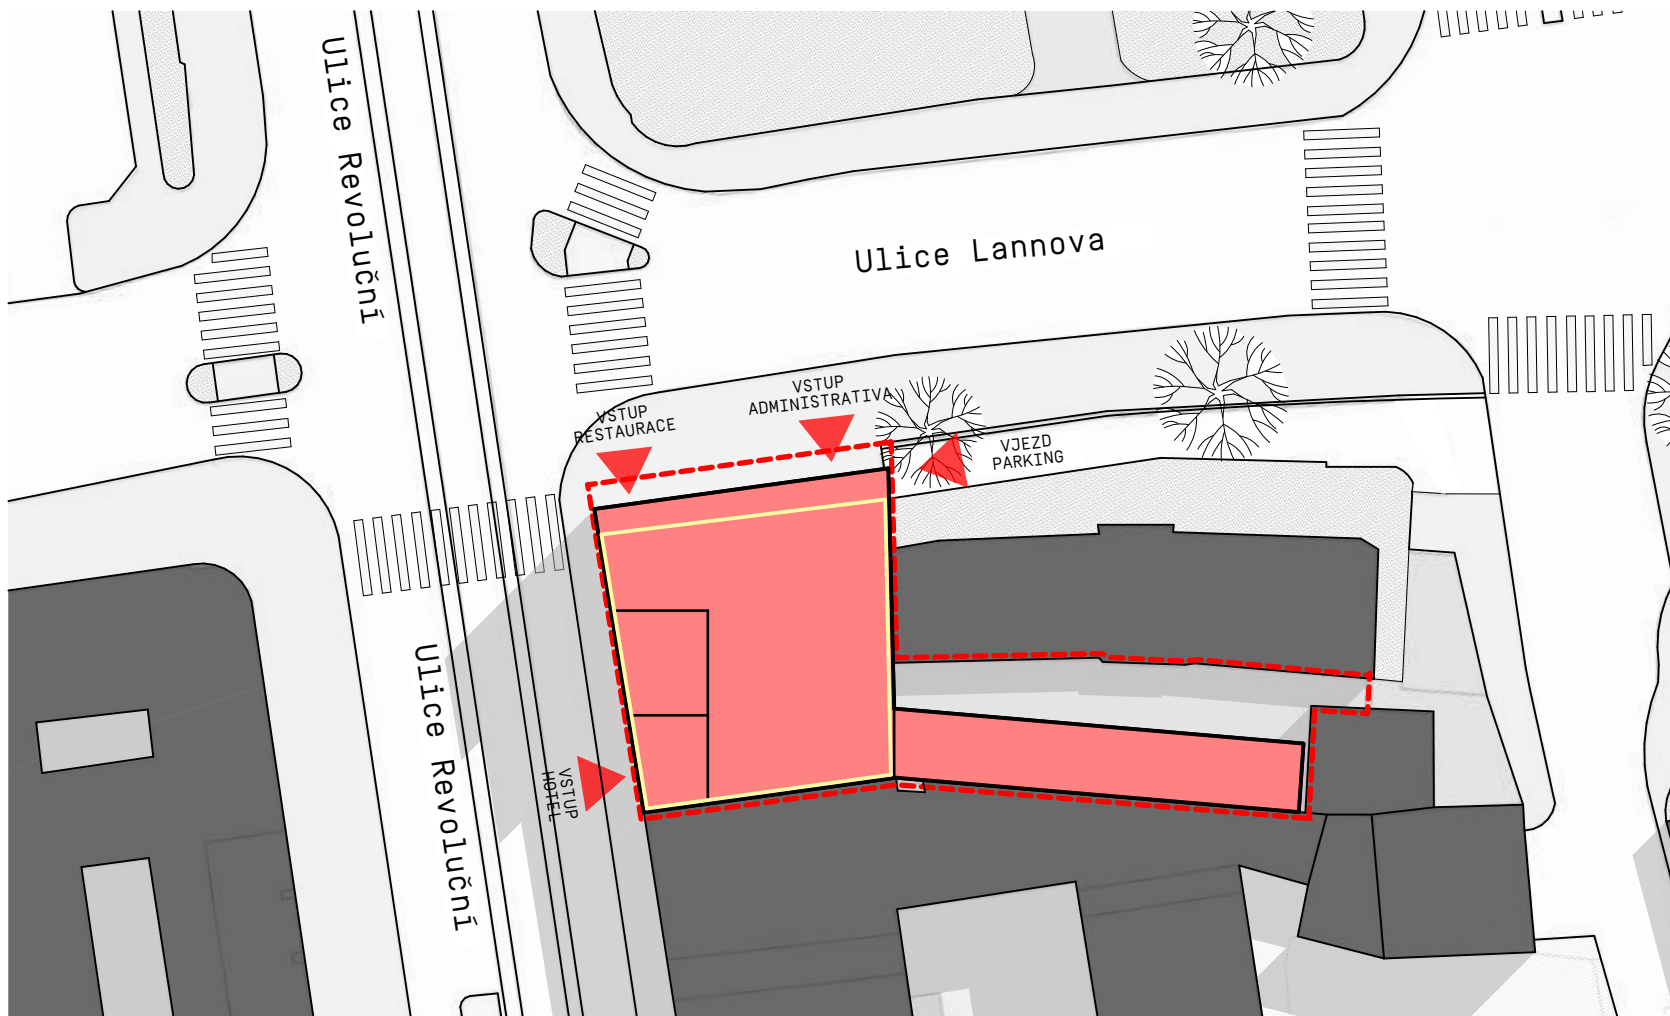 Ulice Revoluční
Ulice Lannova
VSTUP
RESTAURACE
VSTUP
ADMINISTRATIVA
VJEZD
PARKING
Ulice Revoluční
VSTUP
HOTEL